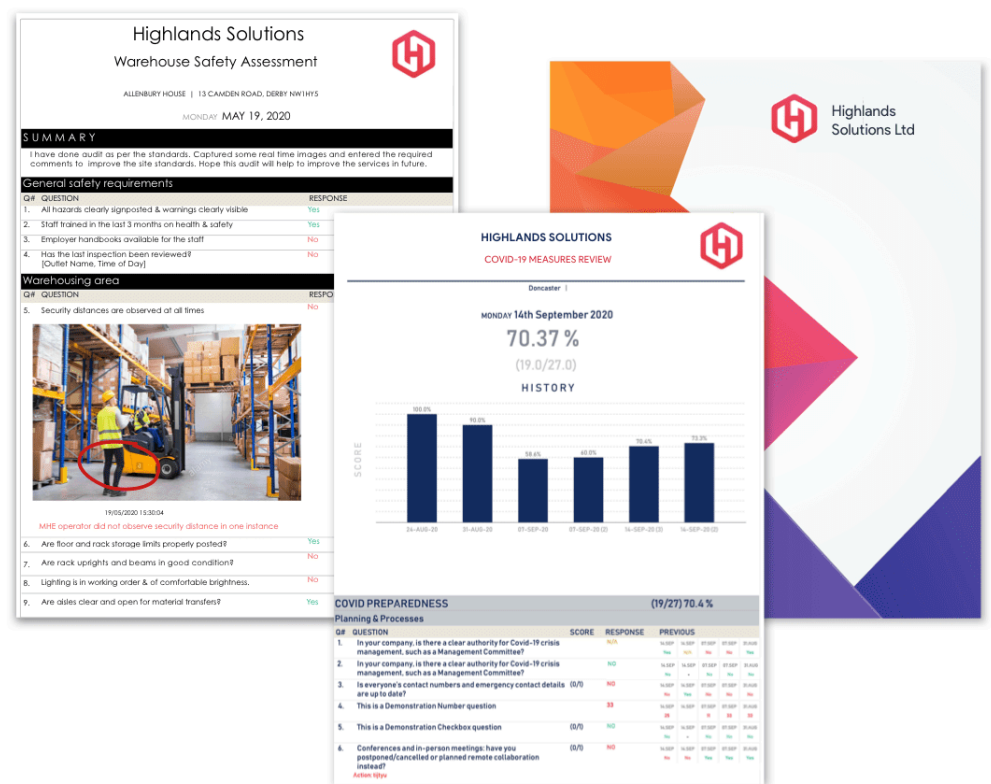 Highlands Solutions
Warehouse Safety Assessment
ALLENBURY HOUSE | 13 CAMDEN ROAD, DERBY NW1HY5
MONDAY MAY 19, 2020
SUMMARY
I have done audit as per the standards. Captured some real time images and entered the required
comments to improve the site standards. Hope this audit will help to improve the services in future.
General safety requirements
Q# QUESTION RESPONSE
1. All hazards clearly signposted & warnings clearly visible Yes
2. Staff trained in the last 3 months on health & safety Yes
3. Employer handbooks available for the staff No
4. Has the last inspection been reviewed? No
[Outlet Name, Time of Day]
Warehousing area
Q# QUESTION RESPO
5. Security distances are observed at all times No
19/05/2020 15:30:04
MHE operator did not observe security distance in one instance
6. Are floor and rack storage limits properly posted? Yes
7. Are rack uprights and beams in good condition? No
8. Lighting is in working order & of comfortable brightness. No
9. Are aisles clear and open for material transfers? Yes
Highlands
Solutions Ltd
HIGHLANDS SOLUTIONS
COVID-19 MEASURES REVIEW
Doncaster |
MONDAY 14th September 2020
70.37 %
(19.0/27.0)
HISTORY
SCORE
100.0%
90.0%
60.0%
70.4%
24-AUG-20
31-AUG-20
07-SEP-20
07-SEP-20 (2)
14-SEP-20 (2)
COVID PREPAREDNESS (19/27) 70.4 %
Planning & Processes
Q# QUESTION SCORE RESPONSE PREVIOUS
1. In your company, is there a clear authority for Covid-19 crisis N/A
management, such as a Management Committee?
2. In your company, is there a clear authority for Covid-19 crisis NO
management, such as a Management Committee?
3. Is everyone's contact numbers and emergency contact details (0/1) NO
are up to date?
4. This is a Demonstration Number question 33
5. This is a Demonstration Checkbox question (0/1) NO
6. Conferences and in-person meetings: have you (0/1) NO
postponed/cancelled or planned remote collaboration
instead?
Action: